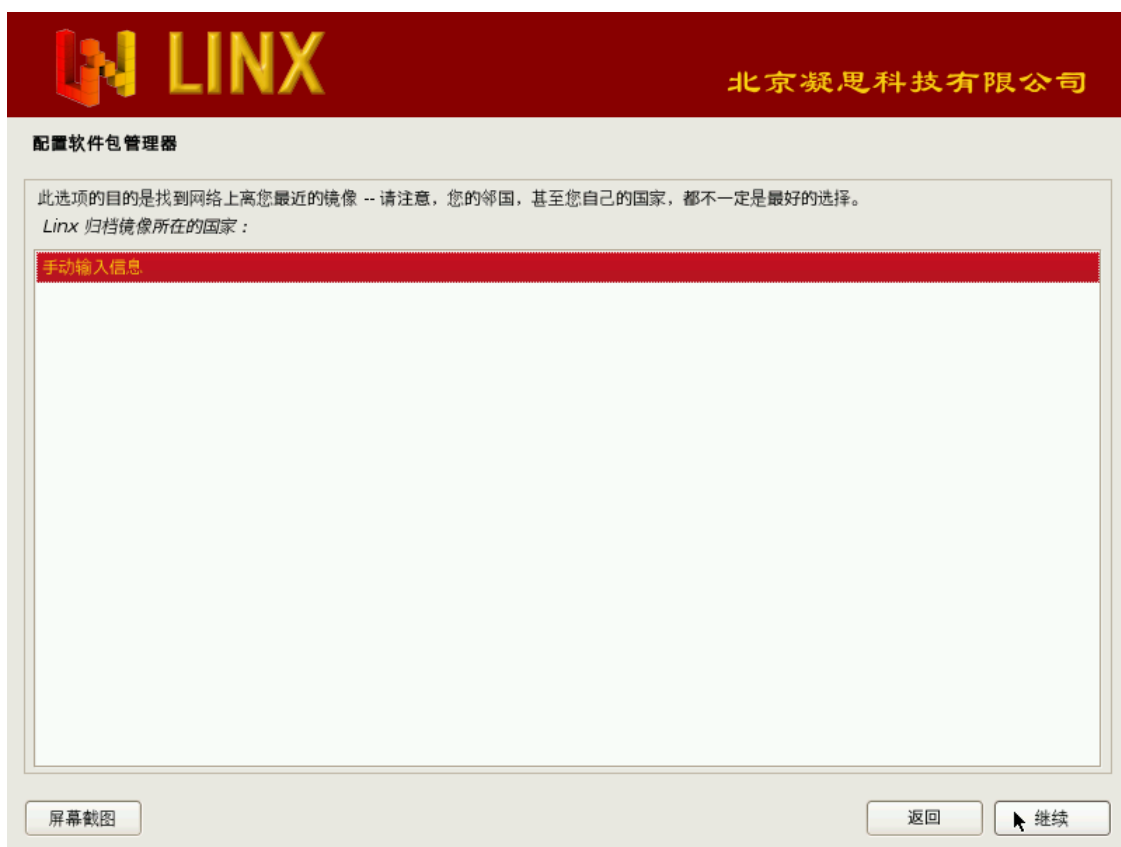 LINX
北京凝思科技有限公司
配置软件包管理器
此选项的目的是找到网络上离您最近的镜像 -- 请注意，您的邻国，甚至您自己的国家，都不一定是最好的选择。
Linx 归档镜像所在的国家：
手动输入信息
屏幕截图
返回
继续